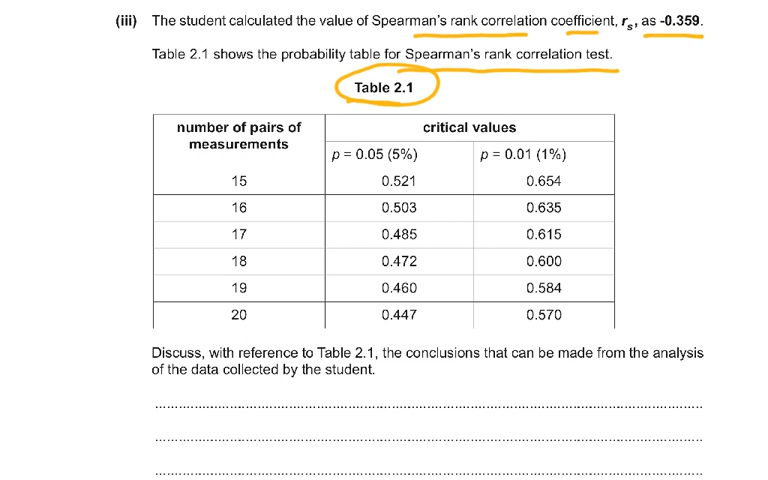 (iii) The student calculated the value of Spearman's rank correlation coefficient, rs, as -0.359.
Table 2.1 shows the probability table for Spearman's rank correlation test.
Table 2.1
number of pairs of measurements critical values
p = 0.05 (5%) p = 0.01 (1%)
15 0.521 0.654
16 0.503 0.635
17 0.485 0.615
18 0.472 0.600
19 0.460 0.584
20 0.447 0.570
Discuss, with reference to Table 2.1, the conclusions that can be made from the analysis
of the data collected by the student.